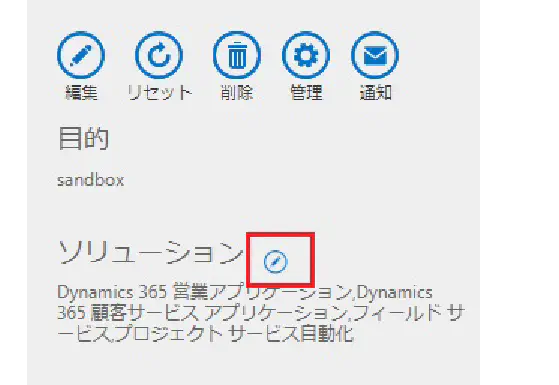 編集 リセット 削除 管理 通知
目的
sandbox
ソリューション
Dynamics 365 営業アプリケーション,Dynamics
365 顧客サービス アプリケーション,フィールド サ
ービス,プロジェクト サービス自動化